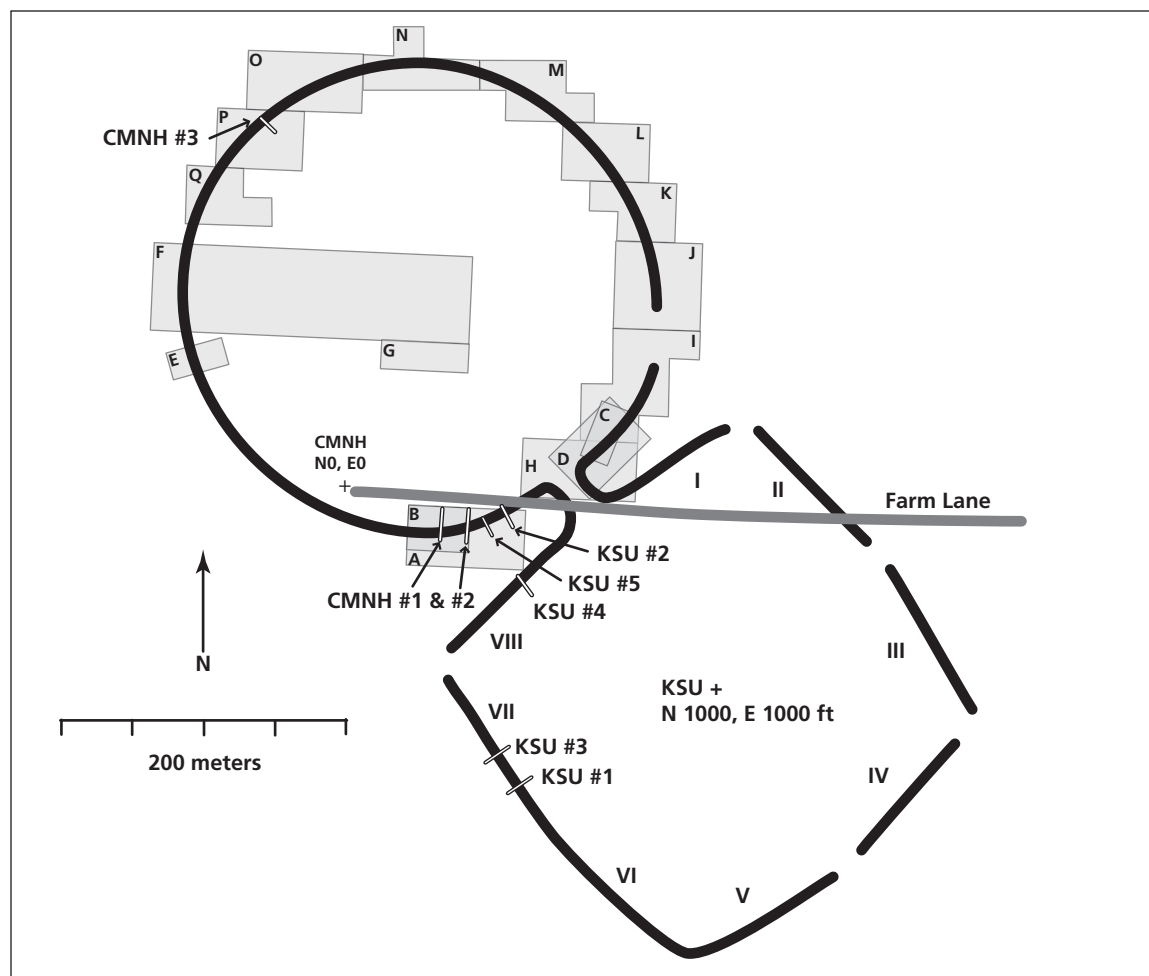 N
O
M
P
CMNH #3
L
Q
K
F
J
I
E
G
C
CMNH
N0, E0
+
H
D
I
II
Farm Lane
B
A
KSU #2
KSU #5
CMNH #1 & #2
KSU #4
VIII
III
N
KSU +
N 1000, E 1000 ft
VII
KSU #3
200 meters
KSU #1
IV
VI
V